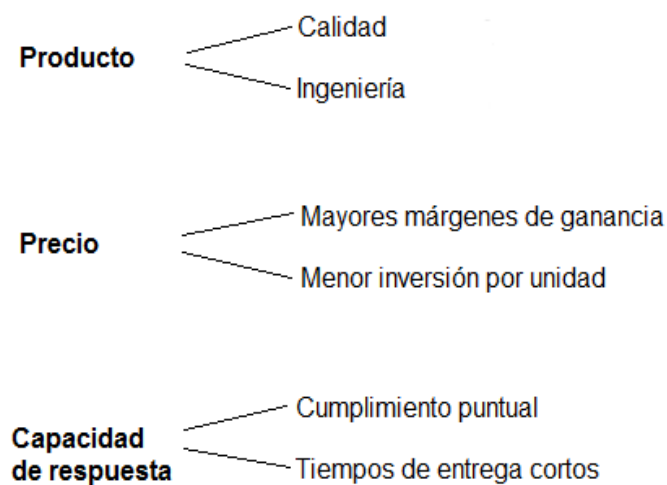 Producto
Calidad
Ingeniería
Precio
Mayores márgenes de ganancia
Menor inversión por unidad
Capacidad
de respuesta
Cumplimiento puntual
Tiempos de entrega cortos